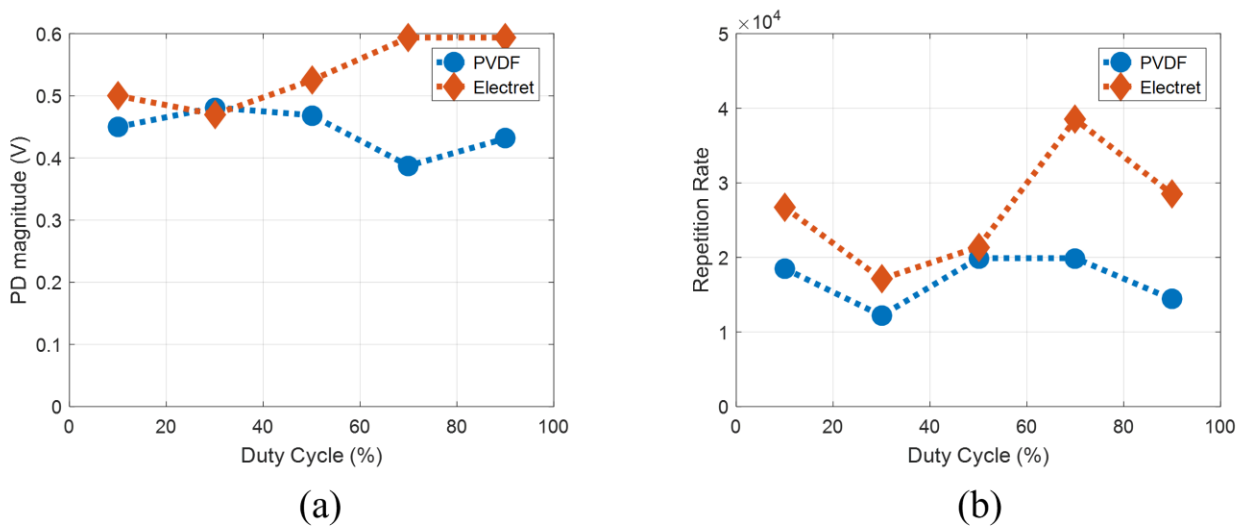 0.6
0.5
0.4
0.3
0.2
0.1
0
PD magnitude (V)
PVDF
Electret
0 20 40 60 80 100
Duty Cycle (%)
(a)
×10⁴
5
4
3
2
1
0
Repetition Rate
PVDF
Electret
0 20 40 60 80 100
Duty Cycle (%)
(b)